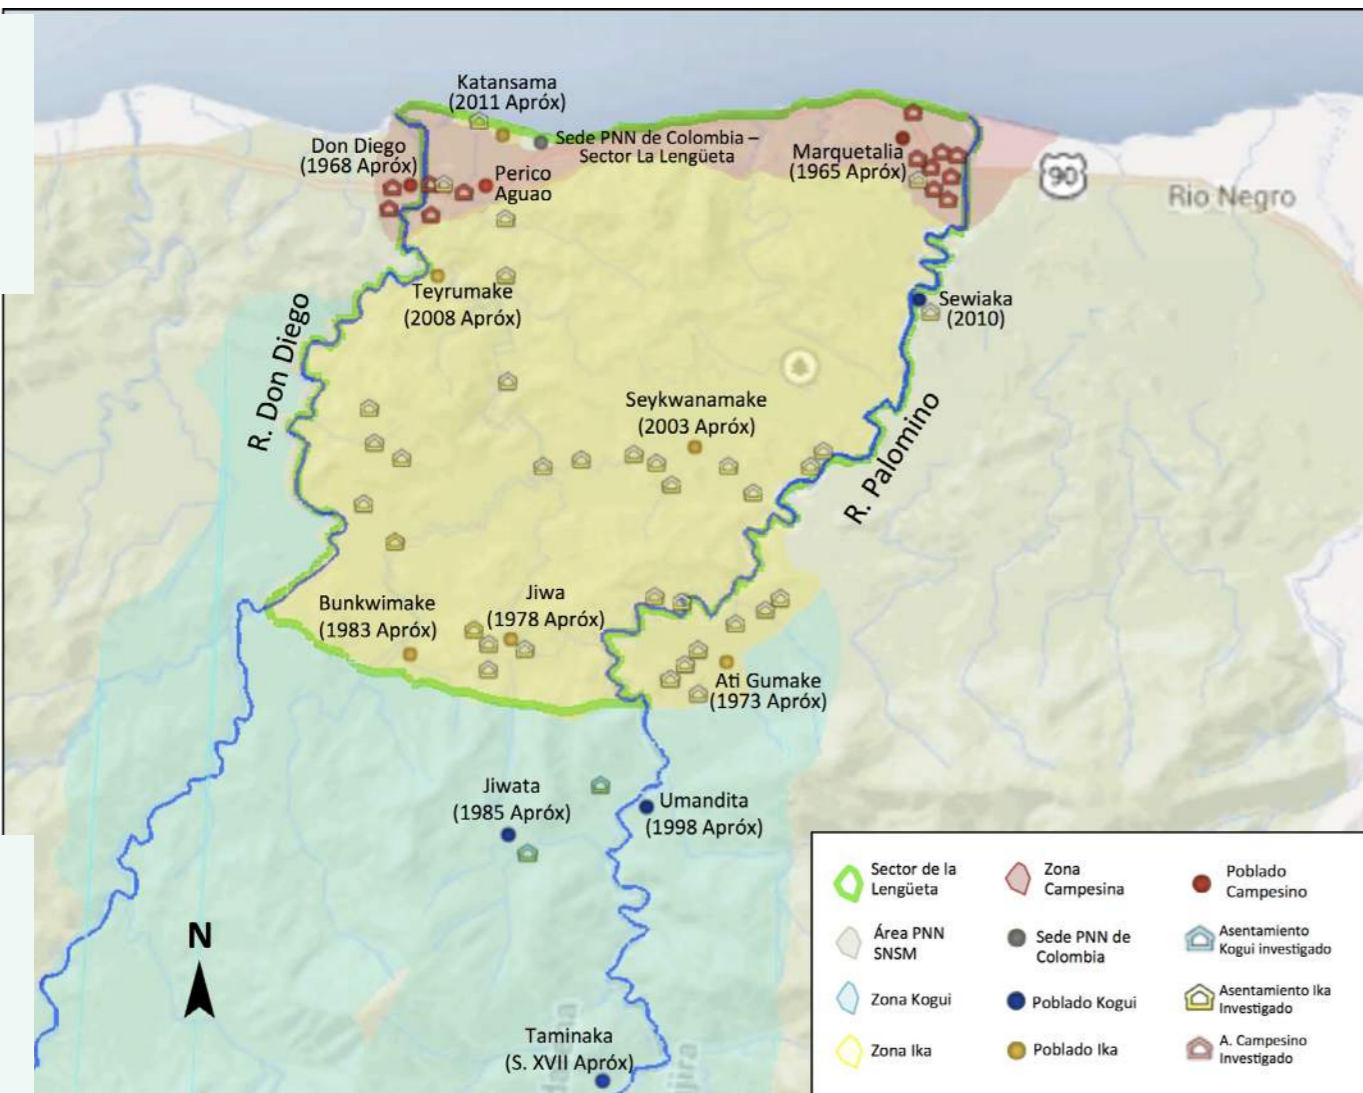 Katansama
(2011 Apróx)
Don Diego
(1968 Apróx)
Sede PNN de Colombia –
Sector La Lengüeta
Perico
Aguao
Marquetalia
(1965 Apróx)
90
Rio Negro
Teyrumake
(2008 Apróx)
Sewiaka
(2010)
R. Don Diego
Seykwanamake
(2003 Apróx)
R. Palomino
Bunkwimake
(1983 Apróx)
Jiwa
(1978 Apróx)
Ati Gumake
(1973 Apróx)
Jiwata
(1985 Apróx)
Umandita
(1998 Apróx)
N
Taminaka
(S. XVII Apróx)
Sector de la
Lengüeta
Zona
Campesina
Poblado
Campesino
Área PNN
SNSM
Sede PNN de
Colombia
Asentamiento
Kogui investigado
Zona Kogui
Poblado Kogui
Asentamiento Ika
Investigado
Zona Ika
Poblado Ika
A. Campesino
Investigado